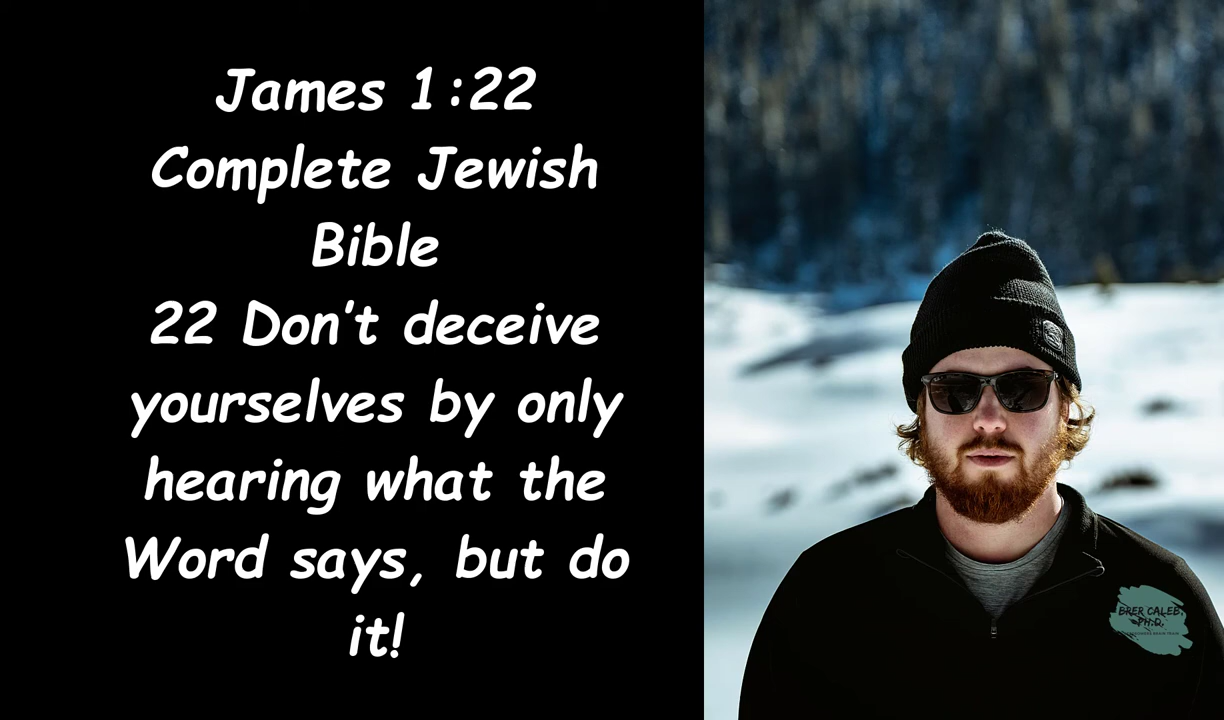 James 1:22
Complete Jewish
Bible
22 Don't deceive
yourselves by only
hearing what the
Word says, but do
it!
BRER CALEB,
PH.D.